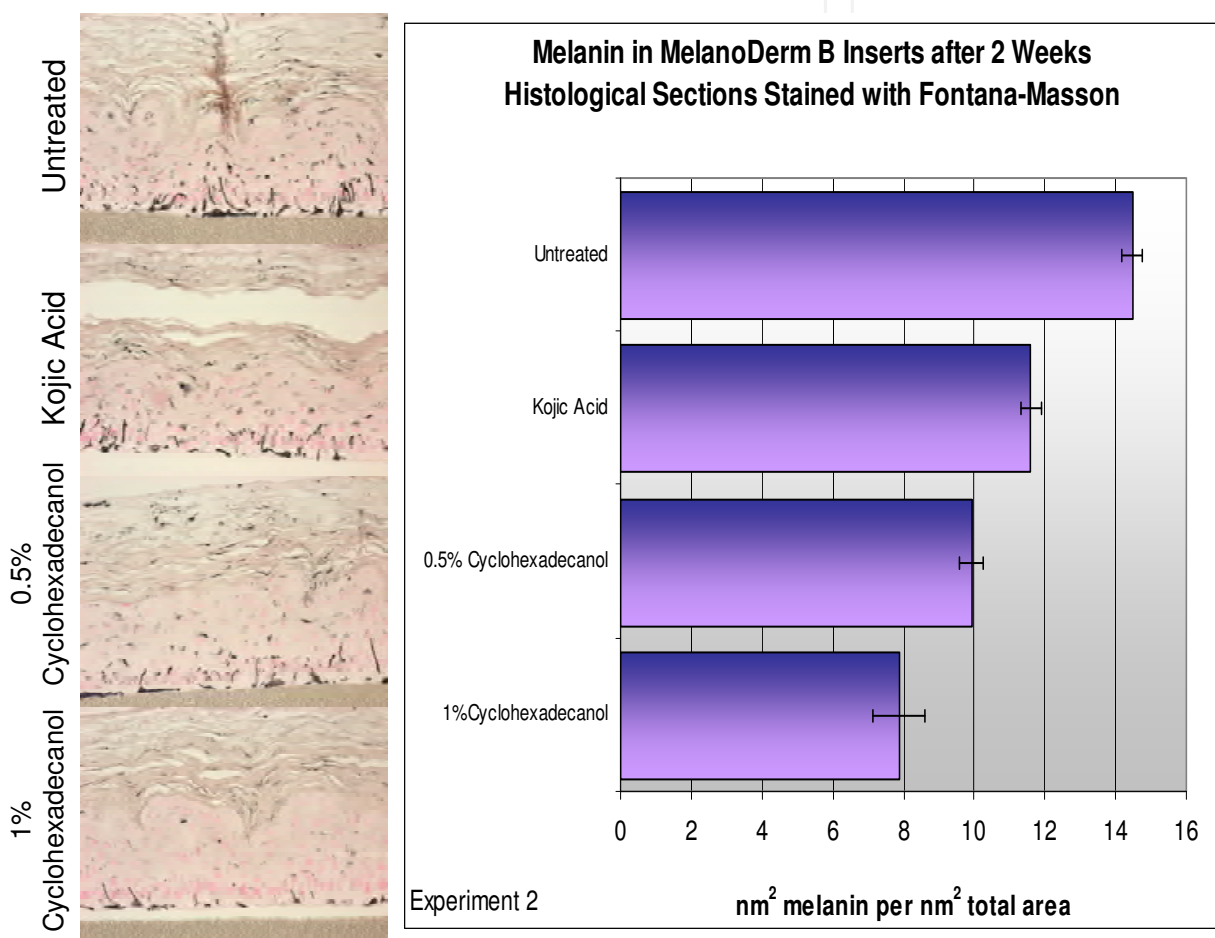 Untreated
Kojic Acid
0.5%
Cyclohexadecanol
1%
Cyclohexadecanol
Melanin in MelanoDerm B Inserts after 2 Weeks
Histological Sections Stained with Fontana-Masson
Untreated
Kojic Acid
0.5% Cyclohexadecanol
1%Cyclohexadecanol
0 2 4 6 8 10 12 14 16
Experiment 2
nm² melanin per nm² total area